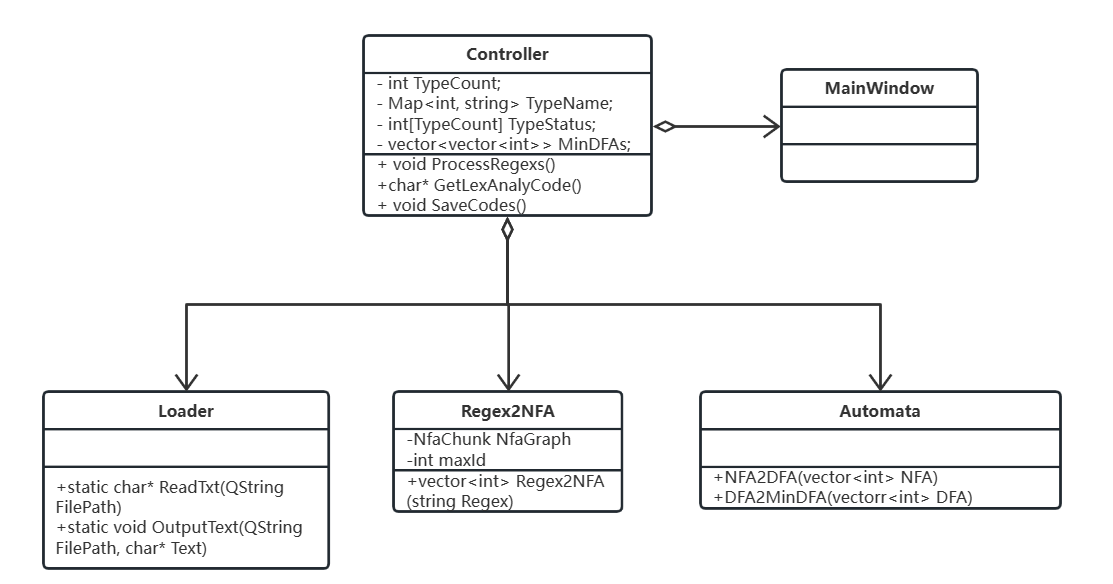 Controller
- int TypeCount;
- Map<int, string> TypeName;
- int[TypeCount] TypeStatus;
- vector<vector<int>> MinDFAs;
+ void ProcessRegexs()
+char* GetLexAnalyCode()
+ void SaveCodes()
MainWindow
Loader
+static char* ReadTxt(QString
FilePath)
+static void OutputText(QString
FilePath, char* Text)
Regex2NFA
-NfaChunk NfaGraph
-int maxId
+vector<int> Regex2NFA
(string Regex)
Automata
+NFA2DFA(vector<int> NFA)
+DFA2MinDFA(vectorr<int> DFA)